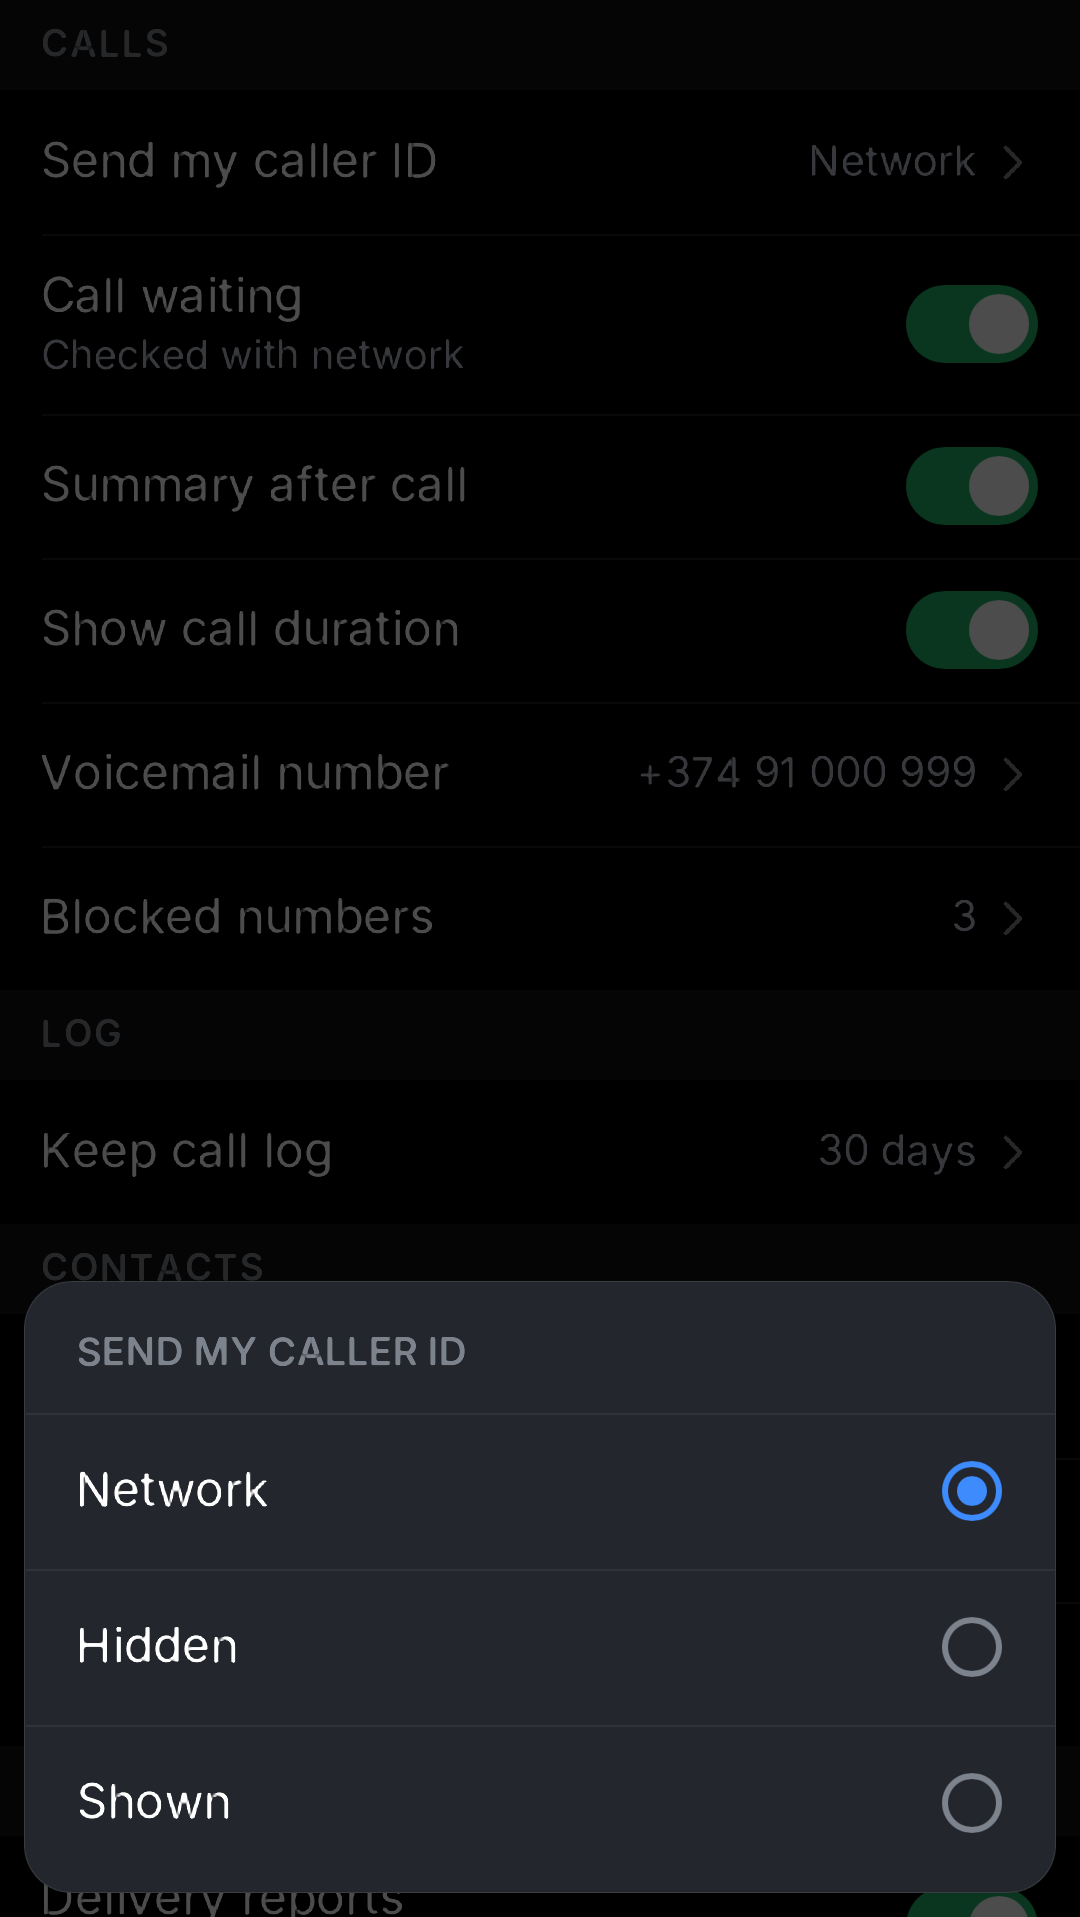 CALLS
Send my caller ID
Network
Call waiting
Checked with network
Summary after call
Show call duration
Voicemail number
+374 91 000 999
Blocked numbers
3
LOG
Keep call log
30 days
CONTACTS
SEND MY CALLER ID
Network
Hidden
Shown
Delivery reports